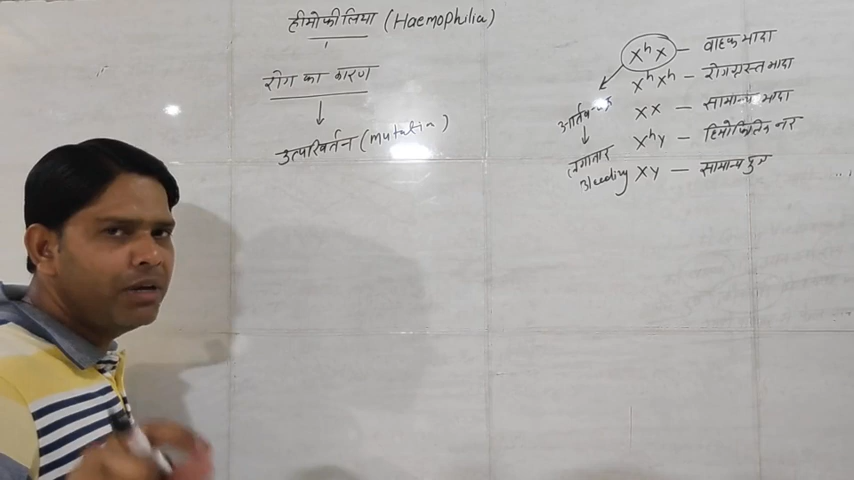 हीमोफीलिया (Haemophilia)
रोग का कारण
उत्परिवर्तन (mutation)
XʰX – वाहक मादा
XʰXʰ – रोगग्रस्त मादा
XX – सामान्य मादा
XʰY – हिमोफिलिक नर
XY – सामान्य
लगातार
Bleeding